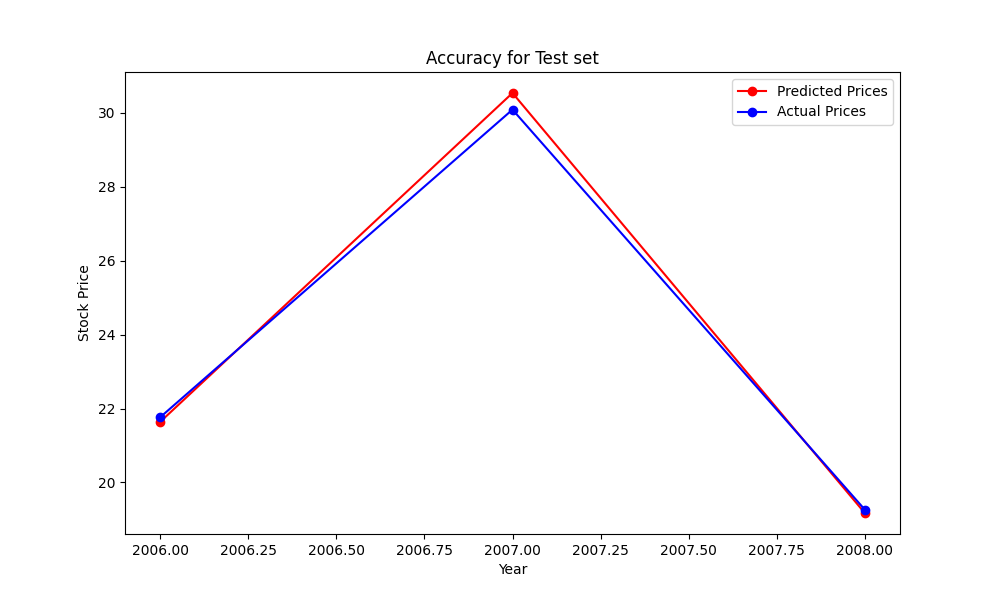 Accuracy for Test set
Predicted Prices
Actual Prices
30
28
26
24
22
20
Stock Price
2006.00 2006.25 2006.50 2006.75 2007.00 2007.25 2007.50 2007.75 2008.00
Year